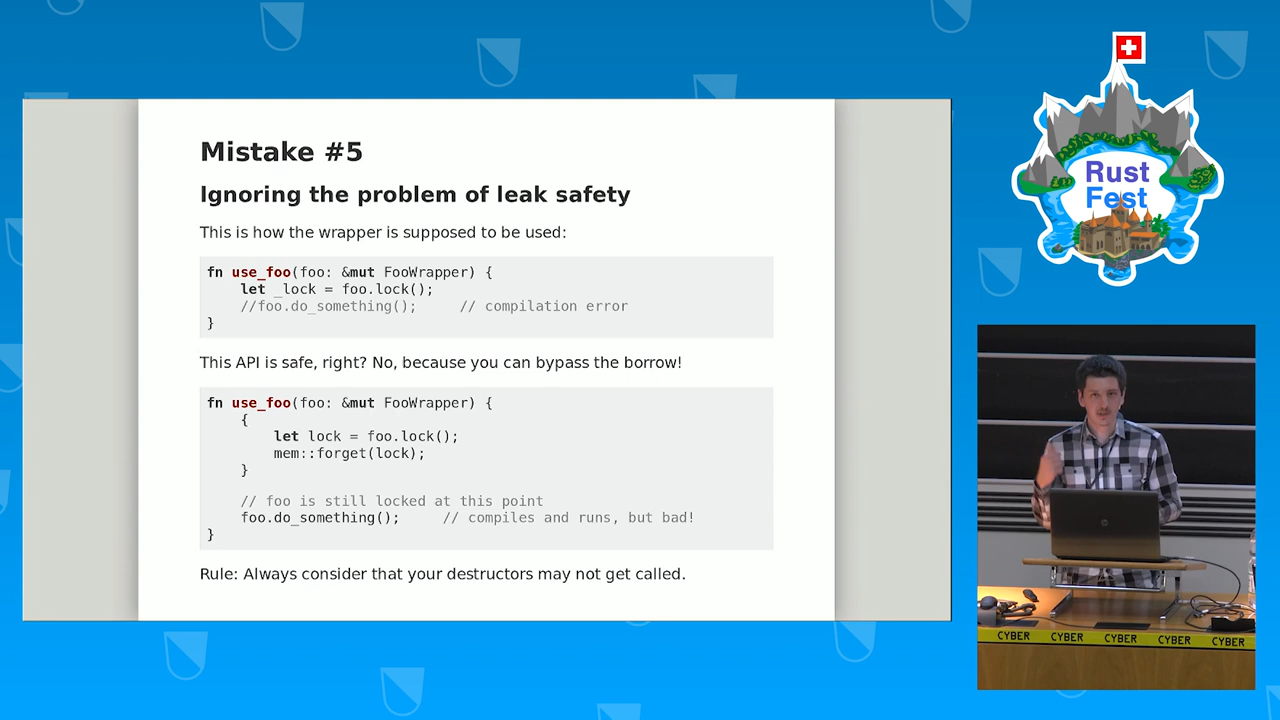 Mistake #5
Ignoring the problem of leak safety
This is how the wrapper is supposed to be used:
fn use_foo(foo: &mut FooWrapper) {
    let _lock = foo.lock();
    //foo.do_something();     // compilation error
}
This API is safe, right? No, because you can bypass the borrow!
fn use_foo(foo: &mut FooWrapper) {
    {
        let lock = foo.lock();
        mem::forget(lock);
    }
    // foo is still locked at this point
    foo.do_something();     // compiles and runs, but bad!
}
Rule: Always consider that your destructors may not get called.
Rust
Fest
CYBER CYBER CYBER CYBER CYBER